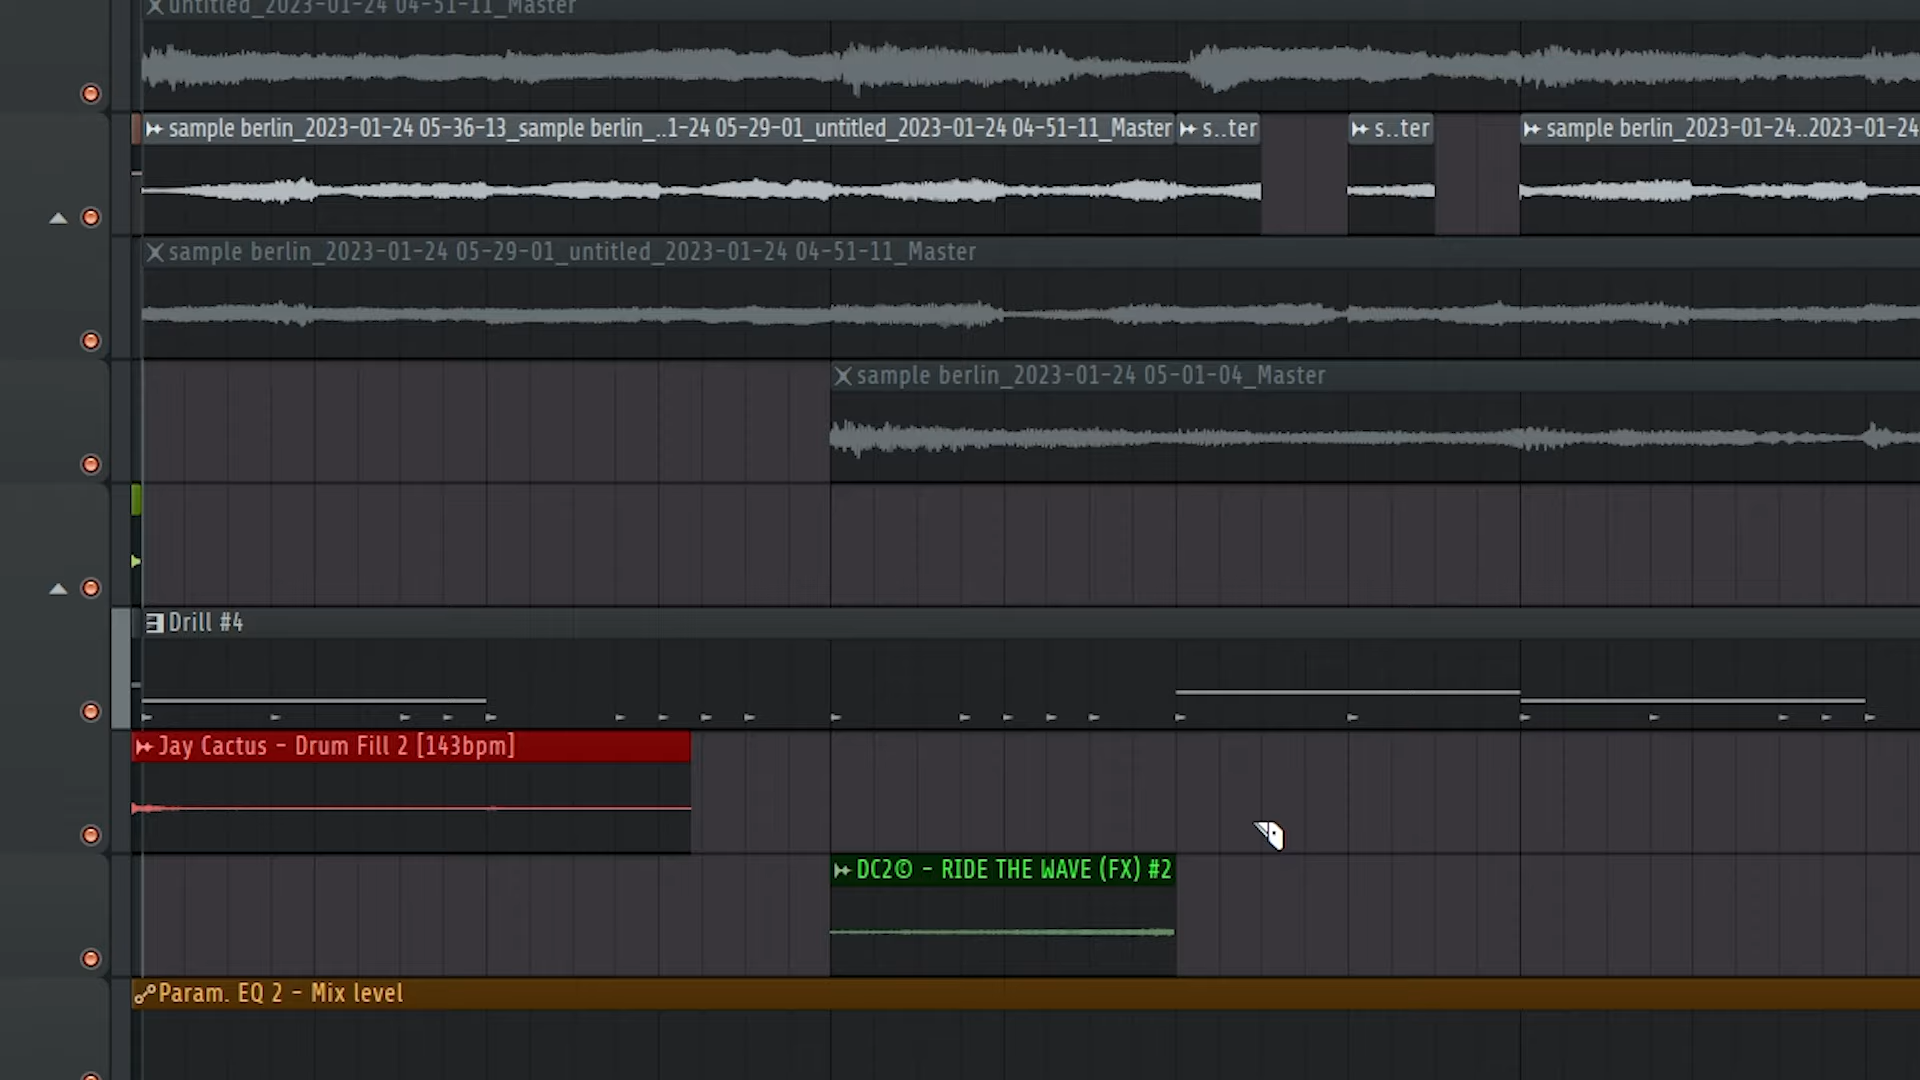 untitled_2023-01-24 04-51-11_Master
sample berlin_2023-01-24 05-36-13_sample berlin_..1-24 05-29-01_untitled_2023-01-24 04-51-11_Master
s..ter
s..ter
sample berlin_2023-01-24..2023-01-24
sample berlin_2023-01-24 05-29-01_untitled_2023-01-24 04-51-11_Master
sample berlin_2023-01-24 05-01-04_Master
Drill #4
Jay Cactus - Drum Fill 2 [143bpm]
DC2© - RIDE THE WAVE (FX) #2
Param. EQ 2 - Mix level